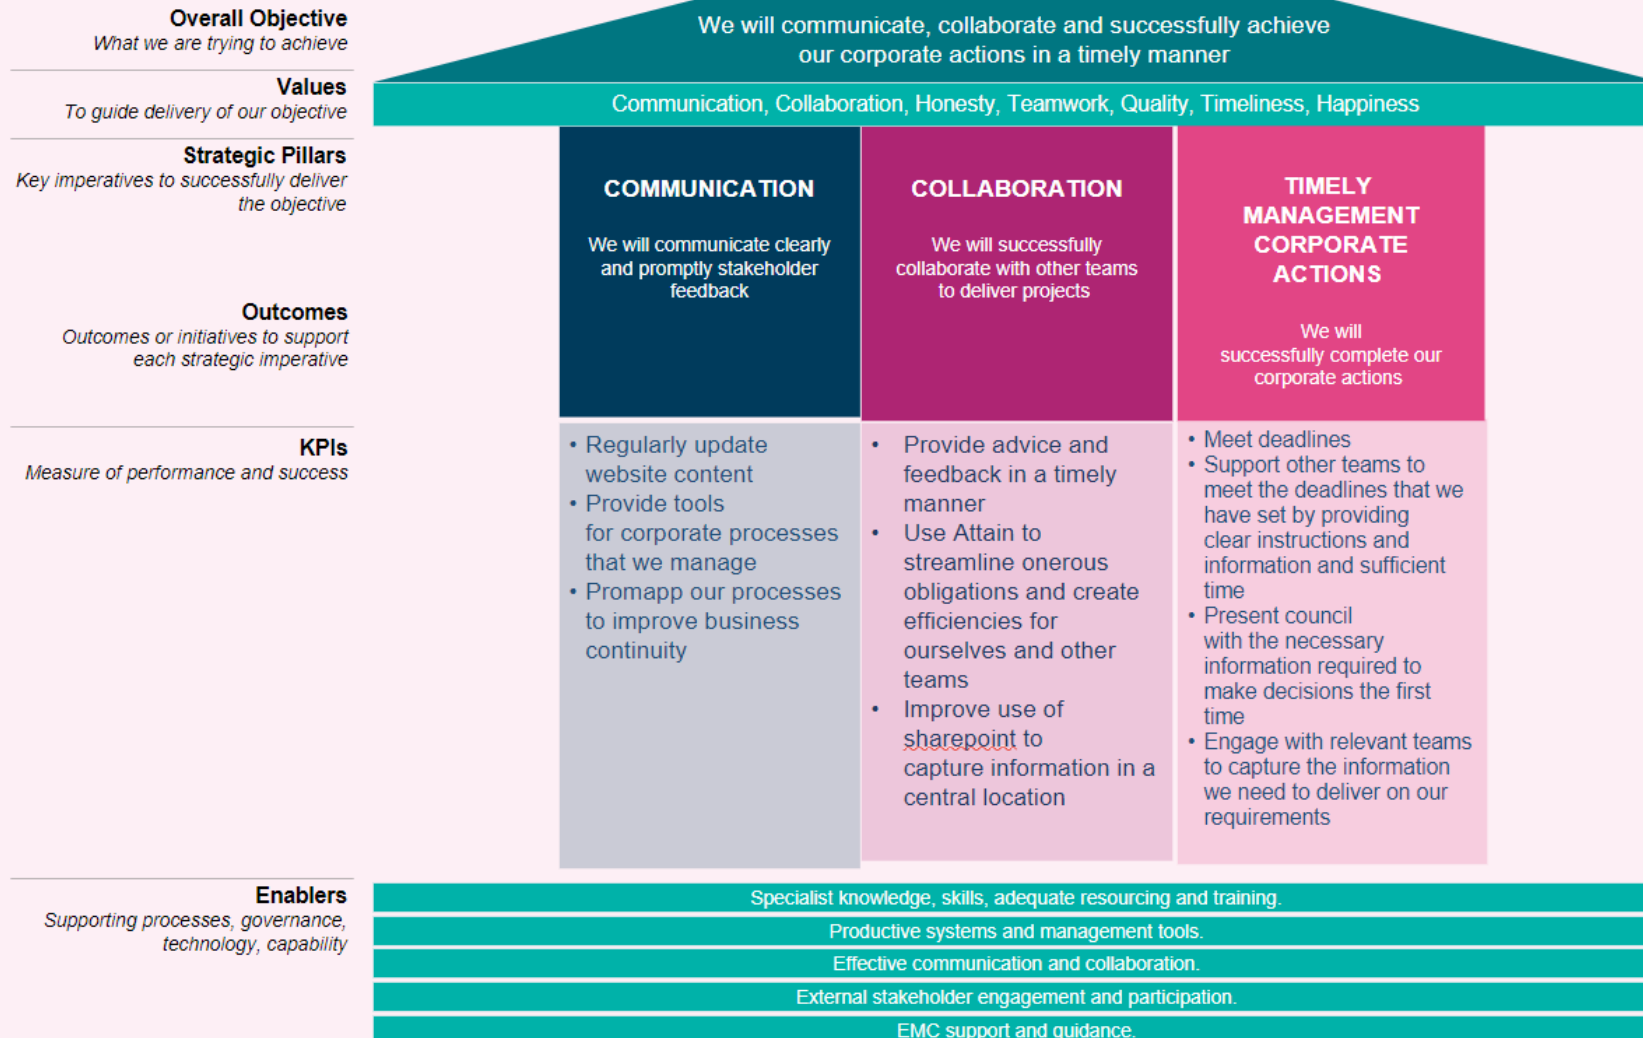 Overall Objective
What we are trying to achieve
We will communicate, collaborate and successfully achieve
our corporate actions in a timely manner
Values
To guide delivery of our objective
Communication, Collaboration, Honesty, Teamwork, Quality, Timeliness, Happiness
Strategic Pillars
Key imperatives to successfully deliver
the objective
Outcomes
Outcomes or initiatives to support
each strategic imperative
COMMUNICATION
We will communicate clearly
and promptly stakeholder
feedback
COLLABORATION
We will successfully
collaborate with other teams
to deliver projects
TIMELY
MANAGEMENT
CORPORATE
ACTIONS
We will
successfully complete our
corporate actions
KPIs
Measure of performance and success
• Regularly update
website content
• Provide tools
for corporate processes
that we manage
• Promapp our processes
to improve business
continuity
• Provide advice and
feedback in a timely
manner
• Use Attain to
streamline onerous
obligations and create
efficiencies for
ourselves and other
teams
• Improve use of
sharepoint to
capture information in a
central location
• Meet deadlines
• Support other teams to
meet the deadlines that we
have set by providing
clear instructions and
information and sufficient
time
• Present council
with the necessary
information required to
make decisions the first
time
• Engage with relevant teams
to capture the information
we need to deliver on our
requirements
Enablers
Supporting processes, governance,
technology, capability
Specialist knowledge, skills, adequate resourcing and training.
Productive systems and management tools.
Effective communication and collaboration.
External stakeholder engagement and participation.
EMC support and guidance.